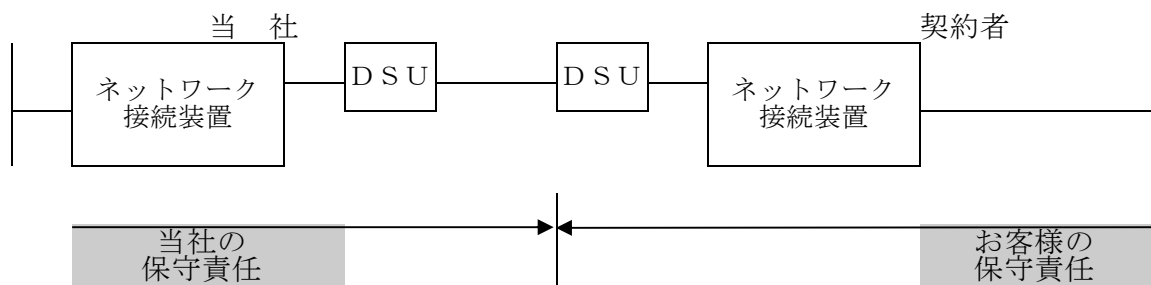 当　社
契約者
ネットワーク
接続装置
ＤＳＵ
ＤＳＵ
ネットワーク
接続装置
当社の
保守責任
お客様の
保守責任